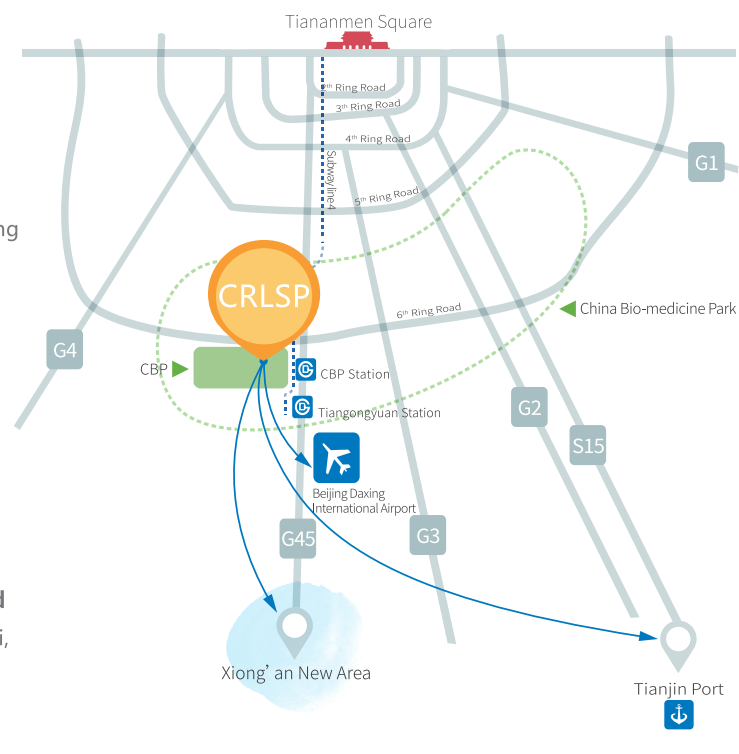 Tiananmen Square
Ring Road
3th Ring Road
4th Ring Road
G1
Subway line4
5th Ring Road
ng
CRLSP
6th Ring Road
China Bio-medicine Park
G4
CBP
CBP Station
G2
Tiangongyuan Station
S15
Beijing Daxing
International Airport
G45
G3
d
i,
Xiong’ an New Area
Tianjin Port